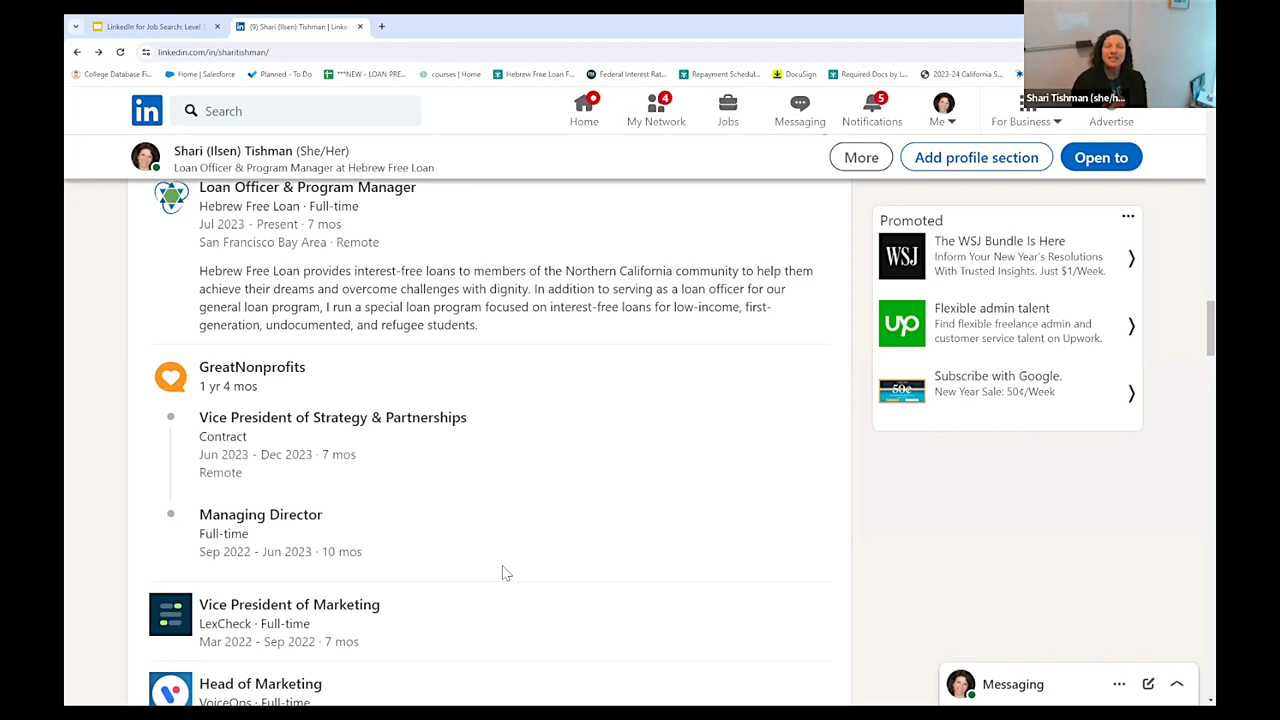 LinkedIn for Job Search: Level
(9) Shari (Ilsen) Tishman | Linke
linkedin.com/in/sharitishman/
College Database Fi...
Home | Salesforce
Planned - To Do
***NEW - LOAN PRE...
courses | Home
Hebrew Free Loan F...
Federal Interest Rat...
Repayment Schedul...
DocuSign
Required Docs by L...
2023-24 California S...
Shari Tishman (she/h...
in
Search
Home
4
My Network
Jobs
Messaging
5
Notifications
Me
For Business
Advertise
Shari (Ilsen) Tishman (She/Her)
Loan Officer & Program Manager at Hebrew Free Loan
More
Add profile section
Open to
Loan Officer & Program Manager
Hebrew Free Loan · Full-time
Jul 2023 - Present · 7 mos
San Francisco Bay Area · Remote
Hebrew Free Loan provides interest-free loans to members of the Northern California community to help them
achieve their dreams and overcome challenges with dignity. In addition to serving as a loan officer for our
general loan program, I run a special loan program focused on interest-free loans for low-income, first-
generation, undocumented, and refugee students.
GreatNonprofits
1 yr 4 mos
Vice President of Strategy & Partnerships
Contract
Jun 2023 - Dec 2023 · 7 mos
Remote
Managing Director
Full-time
Sep 2022 - Jun 2023 · 10 mos
Vice President of Marketing
LexCheck · Full-time
Mar 2022 - Sep 2022 · 7 mos
Head of Marketing
VoiceOps · Full-time
Promoted
WSJ
The WSJ Bundle Is Here
Inform Your New Year's Resolutions
With Trusted Insights. Just $1/Week.
up
Flexible admin talent
Find flexible freelance admin and
customer service talent on Upwork.
50¢
Subscribe with Google.
New Year Sale: 50¢/Week
Messaging